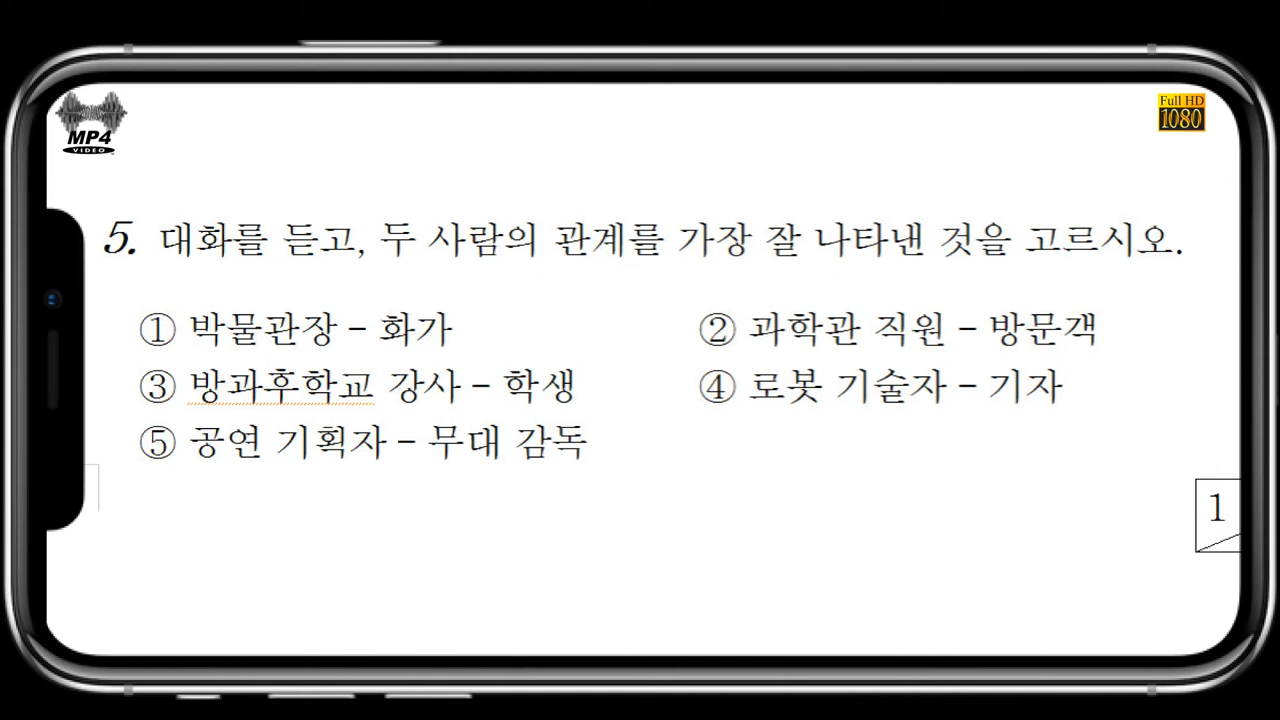 MP4
VIDEO
Full HD
1080
5. 대화를 듣고, 두 사람의 관계를 가장 잘 나타낸 것을 고르시오.
① 박물관장 – 화가 ② 과학관 직원 – 방문객
③ 방과후학교 강사 – 학생 ④ 로봇 기술자 – 기자
⑤ 공연 기획자 – 무대 감독
1